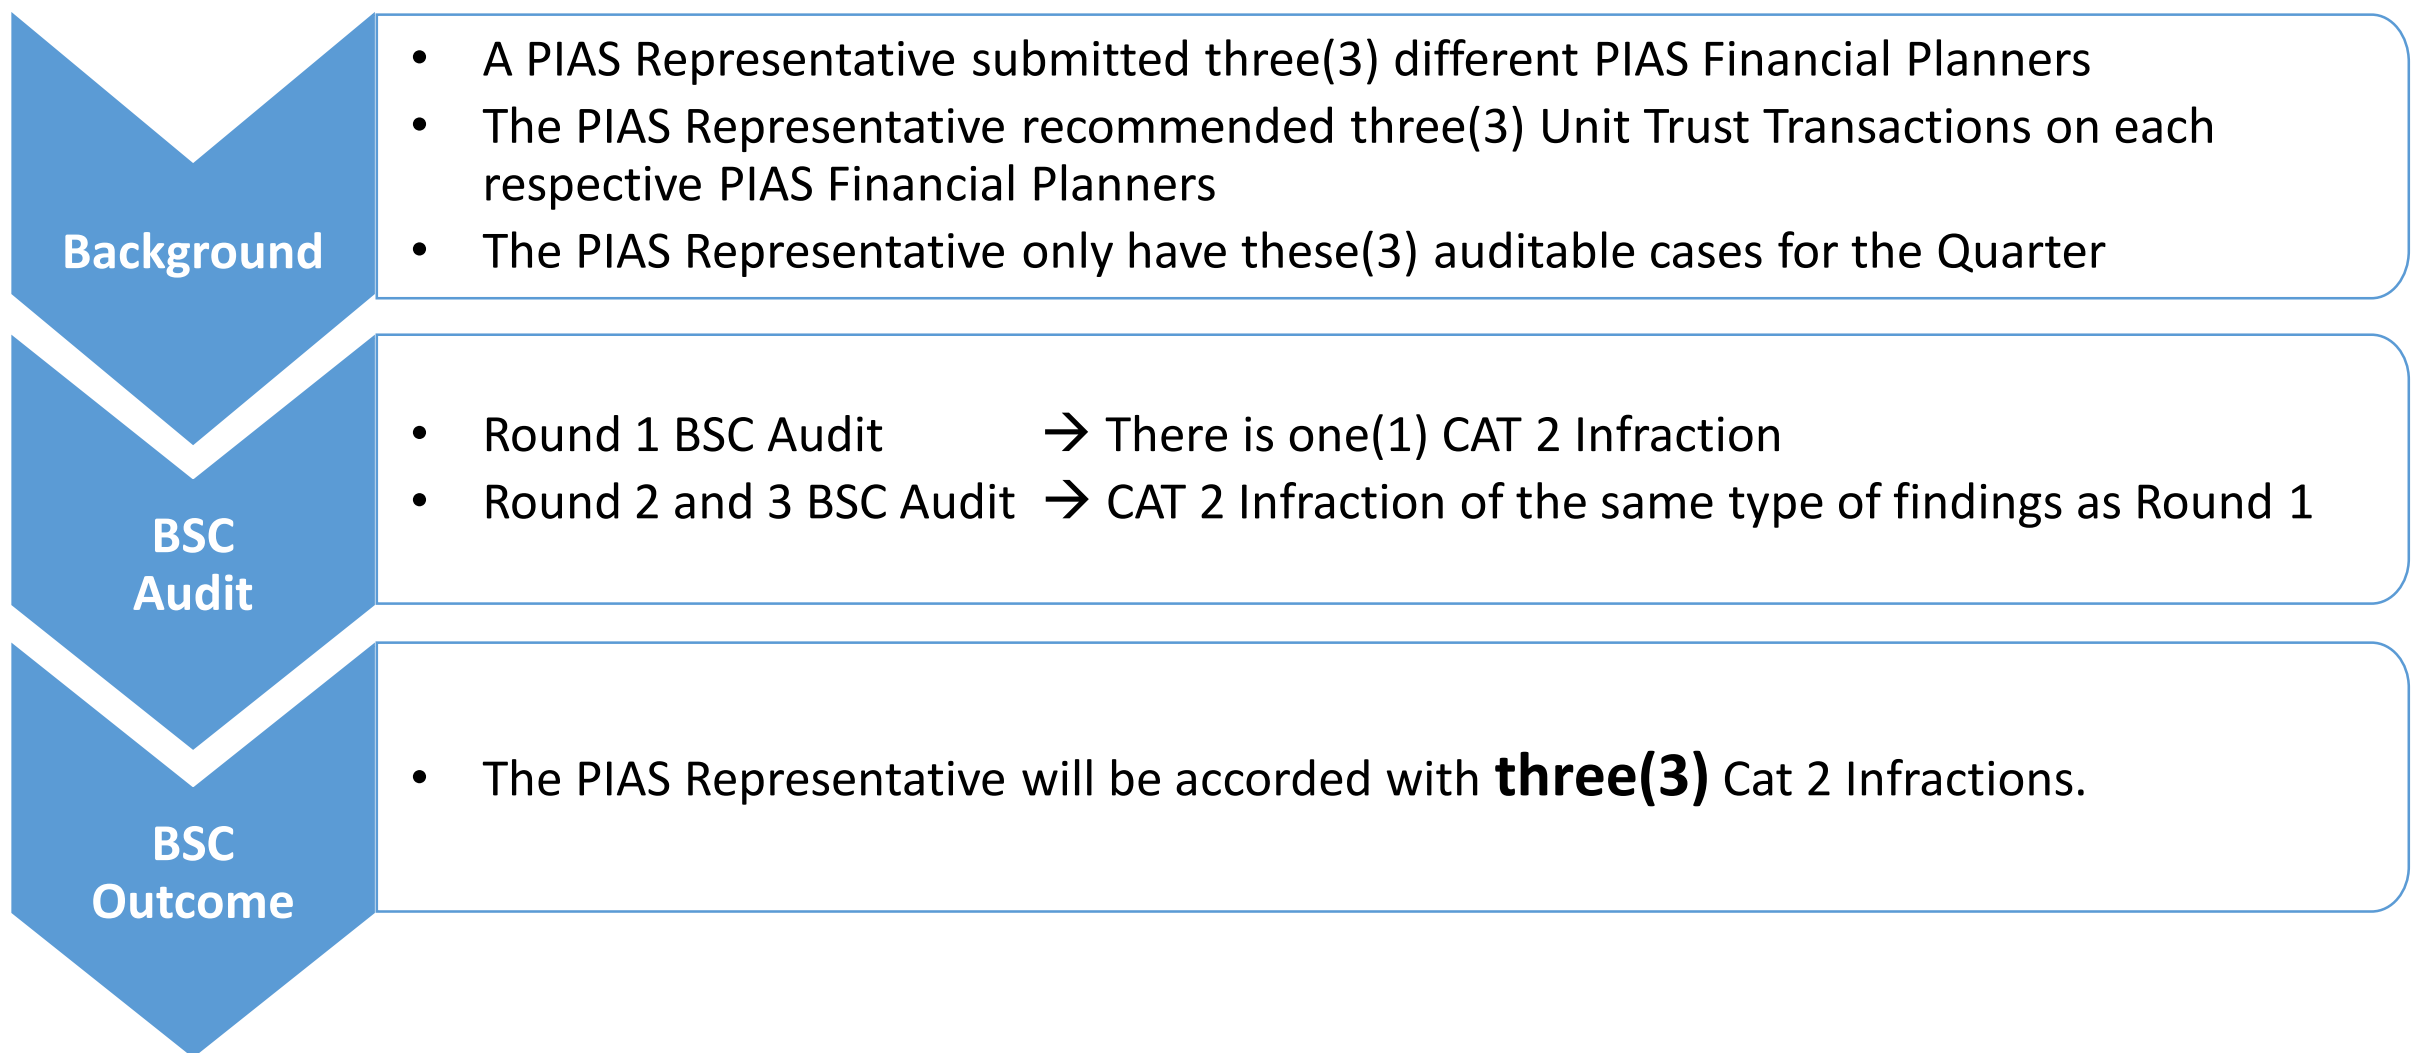 Background
• A PIAS Representative submitted three(3) different PIAS Financial Planners
• The PIAS Representative recommended three(3) Unit Trust Transactions on each
respective PIAS Financial Planners
• The PIAS Representative only have these(3) auditable cases for the Quarter
BSC
Audit
• Round 1 BSC Audit → There is one(1) CAT 2 Infraction
• Round 2 and 3 BSC Audit → CAT 2 Infraction of the same type of findings as Round 1
BSC
Outcome
• The PIAS Representative will be accorded with three(3) Cat 2 Infractions.